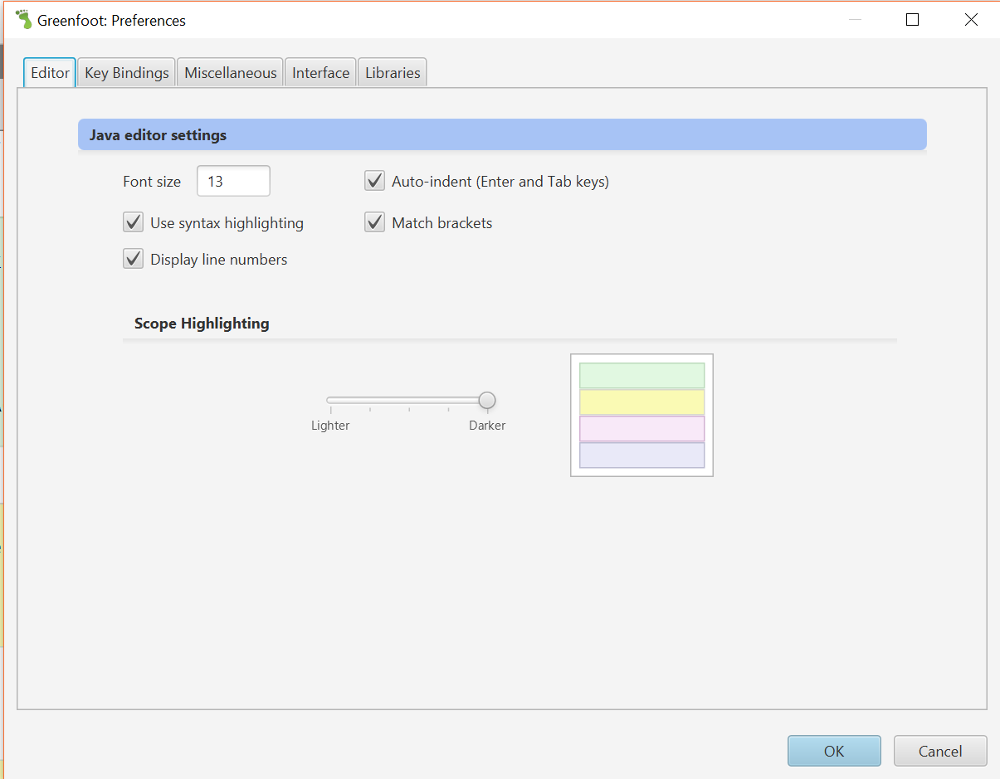 Greenfoot: Preferences
Editor Key Bindings Miscellaneous Interface Libraries
Java editor settings
Font size 13 Auto-indent (Enter and Tab keys)
Use syntax highlighting Match brackets
Display line numbers
Scope Highlighting
Lighter Darker
OK Cancel